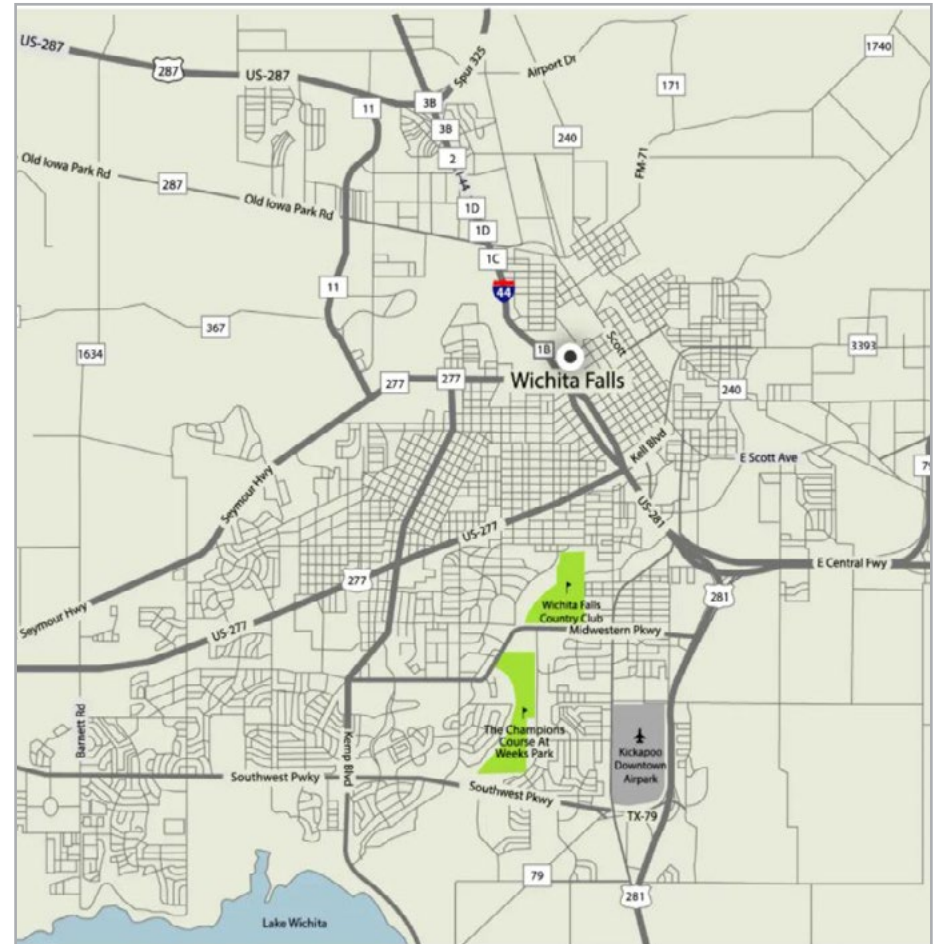 US-287
287
US-287
11
3B
Spur 325
Airport Dr
1740
171
3B
240
2
I-44
FM-71
Old Iowa Park Rd
287
Old Iowa Park Rd
1D
1D
1C
11
44
367
1634
1B
Scott
3393
277
277
Wichita Falls
240
Kell Blvd
E Scott Ave
Seymour Hwy
US-281
US-277
E Central Fwy
277
281
Wichita Falls
Country Club
Midwestern Pkwy
Seymour Hwy
US 277
Barnett Rd
Kemp Blvd
The Champions
Course At
Weeks Park
Kickapoo
Downtown
Airpark
Southwest Pwky
Southwest Pkwy
TX-79
79
281
Lake Wichita